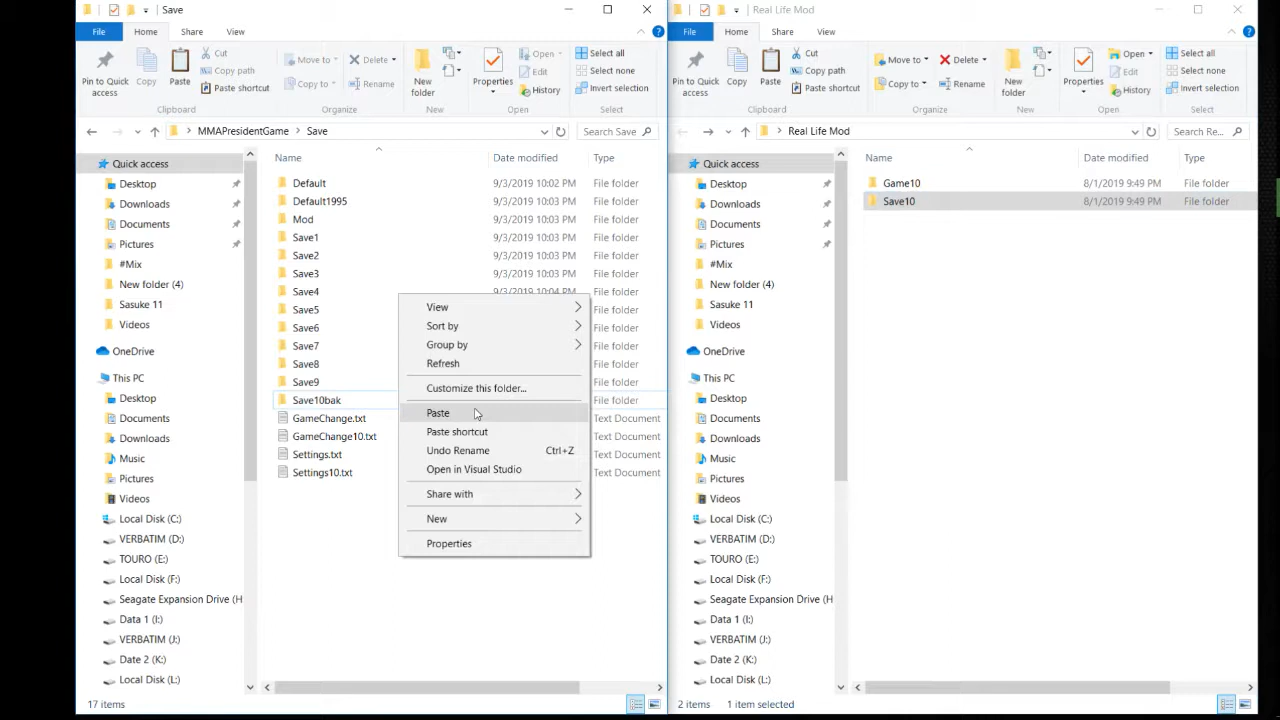 Save
File Home Share View
Pin to Quick access
Copy
Paste
Cut
Copy path
Paste shortcut
Clipboard
Move to
Copy to
Delete
Rename
Organize
New folder
New
Properties
Open
Edit
History
Open
Select all
Select none
Invert selection
Select
MMAPresidentGame > Save
Search Save
Quick access
Desktop
Downloads
Documents
Pictures
#Mix
New folder (4)
Sasuke 11
Videos
OneDrive
This PC
Desktop
Documents
Downloads
Music
Pictures
Videos
Local Disk (C:)
VERBATIM (D:)
TOURO (E:)
Local Disk (F:)
Seagate Expansion Drive (H
Data 1 (I:)
VERBATIM (J:)
Date 2 (K:)
Local Disk (L:)
Name Date modified Type
Default 9/3/2019 10:02 PM File folder
Default1995 9/3/2019 10:03 PM File folder
Mod 9/3/2019 10:03 PM File folder
Save1 9/3/2019 10:03 PM File folder
Save2 9/3/2019 10:03 PM File folder
Save3 9/3/2019 10:03 PM File folder
Save4 9/3/2019 10:04 PM File folder
Save5 File folder
Save6 File folder
Save7 File folder
Save8 File folder
Save9 File folder
Save10bak File folder
GameChange.txt Text Document
GameChange10.txt Text Document
Settings.txt Text Document
Settings10.txt Text Document
View
Sort by
Group by
Refresh
Customize this folder...
Paste
Paste shortcut
Undo Rename Ctrl+Z
Open in Visual Studio
Share with
New
Properties
17 items
Real Life Mod
File Home Share View
Pin to Quick access
Copy
Paste
Cut
Copy path
Paste shortcut
Clipboard
Move to
Copy to
Delete
Rename
Organize
New folder
New
Properties
Open
Edit
History
Open
Select all
Select none
Invert selection
Select
Real Life Mod
Search Re...
Quick access
Desktop
Downloads
Documents
Pictures
#Mix
New folder (4)
Sasuke 11
Videos
OneDrive
This PC
Desktop
Documents
Downloads
Music
Pictures
Videos
Local Disk (C:)
VERBATIM (D:)
TOURO (E:)
Local Disk (F:)
Seagate Expansion Drive (H
Data 1 (I:)
VERBATIM (J:)
Date 2 (K:)
Local Disk (L:)
Name Date modified Type
Game10 8/1/2019 9:49 PM File folder
Save10 8/1/2019 9:49 PM File folder
2 items 1 item selected